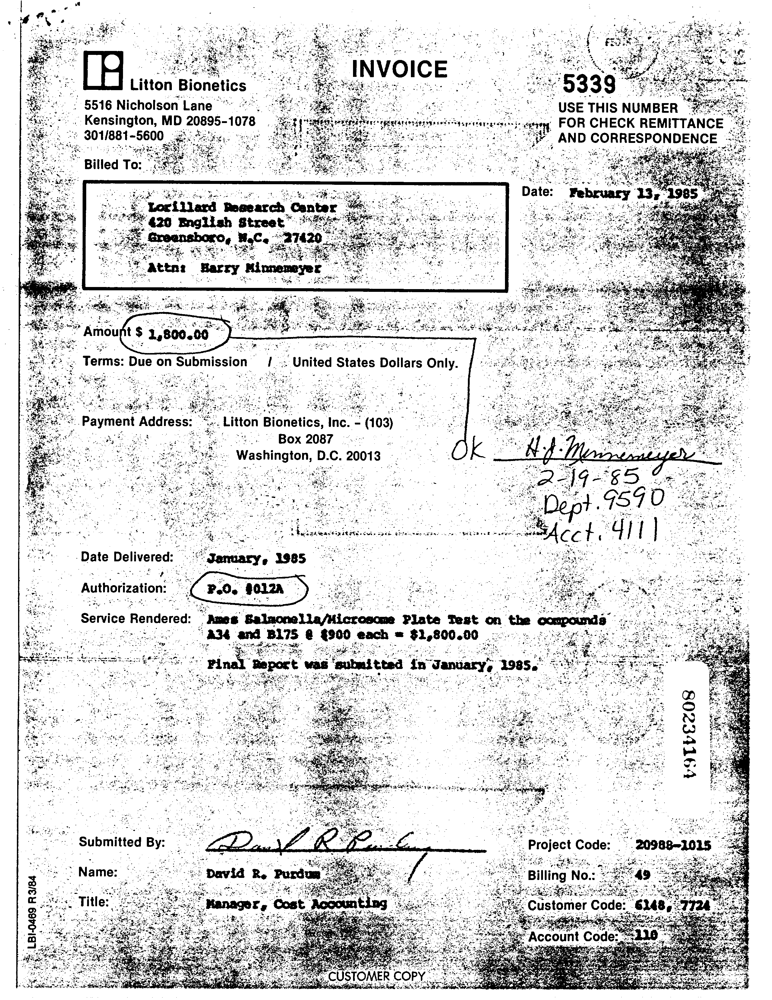 INVOICE
Litton Bionetics
5516 Nicholson Lane
Kensington, MD 20895-1078
301/881-5600
5339
USE THIS NUMBER
FOR CHECK REMITTANCE
AND CORRESPONDENCE
Billed To:
Date: February 13, 1985
Lorillard Research Center
420 English Street
Greensboro, N.C. 27420
Attn: Harry Minnemeyer
Amount $ 1,800.00
Terms: Due on Submission / United States Dollars Only.
Payment Address: Litton Bionetics, Inc. - (103)
Box 2087
Washington, D.C. 20013
OK H.J. Minnemeyer
2-19-85
Dept. 9590
Acct. 4111
Date Delivered: January, 1985
Authorization: P.O. #012A
Service Rendered: Ames Salmonella/Microsome Plate Test on the compounds
A34 and B175 @ $900 each = $1,800.00
Final Report was submitted in January, 1985.
80234164
Submitted By: David R. Purdum
Project Code: 20988-1015
Name: David R. Purdum
Billing No.: 49
Title: Manager, Cost Accounting
Customer Code: 6148, 7724
Account Code: 110
LBI-0469 R 3/84
CUSTOMER COPY